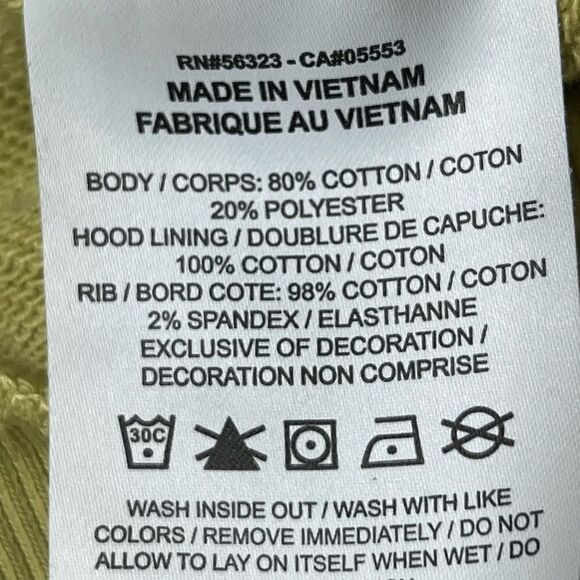 RN#56323 - CA#05553
MADE IN VIETNAM
FABRIQUE AU VIETNAM
BODY / CORPS: 80% COTTON / COTON
20% POLYESTER
HOOD LINING / DOUBLURE DE CAPUCHE:
100% COTTON / COTON
RIB / BORD COTE: 98% COTTON / COTON
2% SPANDEX / ELASTHANNE
EXCLUSIVE OF DECORATION /
DECORATION NON COMPRISE
30C
WASH INSIDE OUT / WASH WITH LIKE
COLORS / REMOVE IMMEDIATELY / DO NOT
ALLOW TO LAY ON ITSELF WHEN WET / DO